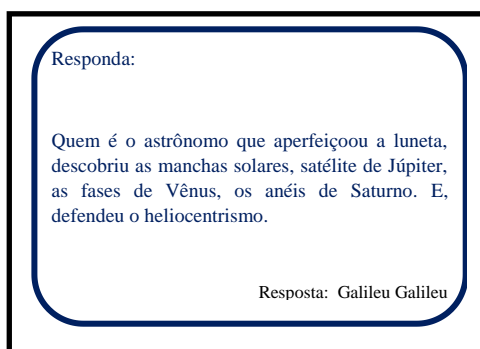 Responda:
Quem é o astrônomo que aperfeiçoou a luneta,
descobriu as manchas solares, satélite de Júpiter,
as fases de Vênus, os anéis de Saturno. E,
defendeu o heliocentrismo.
Resposta: Galileu Galileu